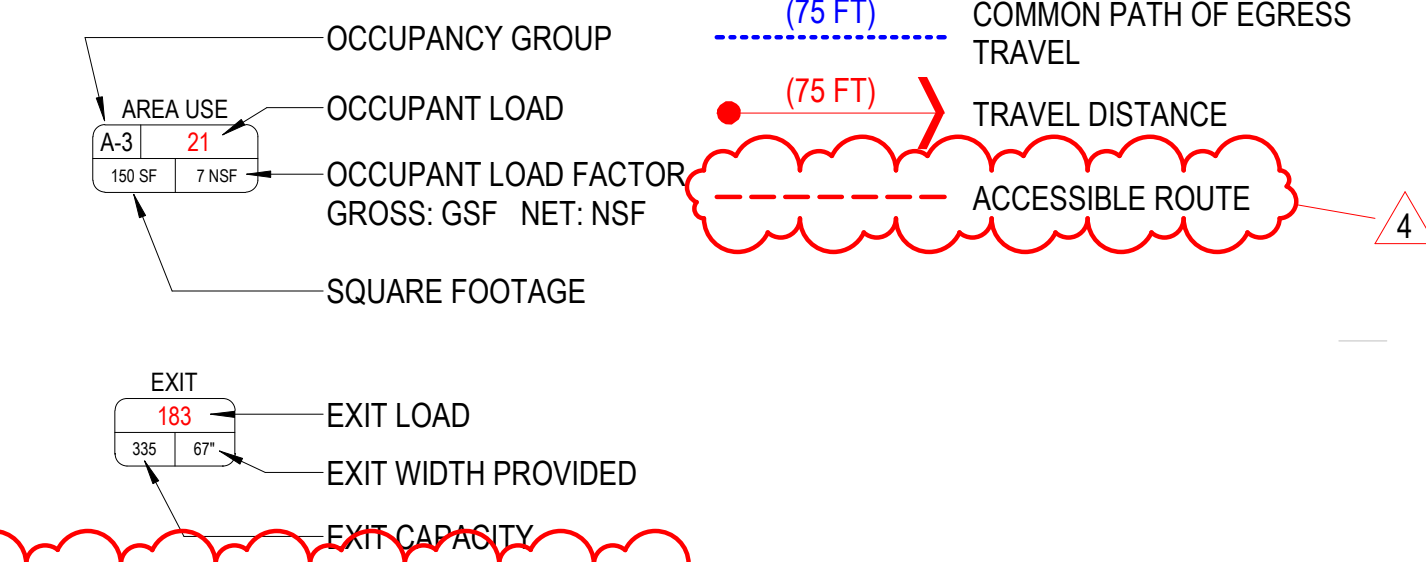 OCCUPANCY GROUP
AREA USE
OCCUPANT LOAD
A-3 21
150 SF 7 NSF
OCCUPANT LOAD FACTOR
GROSS: GSF NET: NSF
SQUARE FOOTAGE
(75 FT)
COMMON PATH OF EGRESS
TRAVEL
(75 FT)
TRAVEL DISTANCE
ACCESSIBLE ROUTE
4
EXIT
183
EXIT LOAD
335 67"
EXIT WIDTH PROVIDED
EXIT CAPACITY